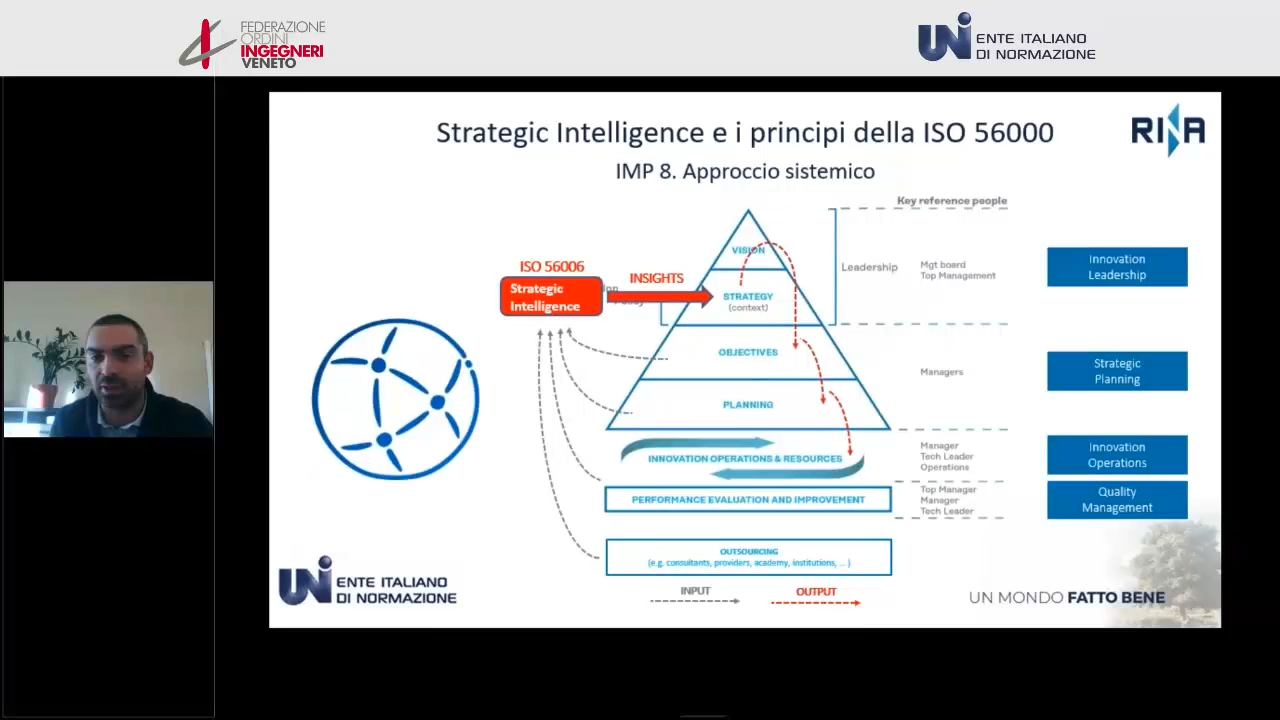 FEDERAZIONE
ORDINI
INGEGNERI
VENETO
UNI ENTE ITALIANO
DI NORMAZIONE
Strategic Intelligence e i principi della ISO 56000
RINA
IMP 8. Approccio sistemico
Key reference people
ISO 56006
Strategic
Intelligence
INSIGHTS
VISION
STRATEGY
(context)
Leadership
Mgt board
Top Management
Innovation
Leadership
OBJECTIVES
PLANNING
Managers
Strategic
Planning
INNOVATION OPERATIONS & RESOURCES
Manager
Tech Leader
Operations
Innovation
Operations
PERFORMANCE EVALUATION AND IMPROVEMENT
Top Manager
Manager
Tech Leader
Quality
Management
OUTSOURCING
(e.g. consultants, providers, academy, institutions, ... )
INPUT
OUTPUT
UNI ENTE ITALIANO
DI NORMAZIONE
UN MONDO FATTO BENE